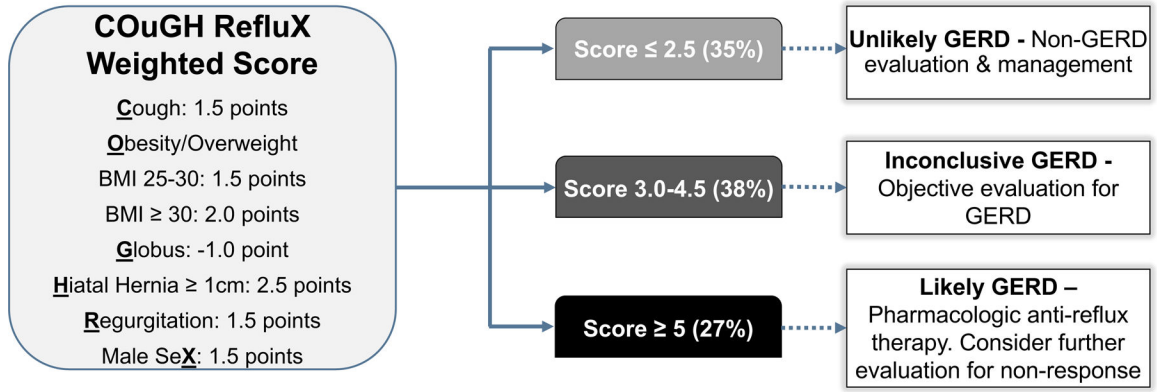 COuGH RefluX
Weighted Score
Cough: 1.5 points
Obesity/Overweight
BMI 25-30: 1.5 points
BMI ≥ 30: 2.0 points
Globus: -1.0 point
Hiatal Hernia ≥ 1cm: 2.5 points
Regurgitation: 1.5 points
Male SeX: 1.5 points
Score ≤ 2.5 (35%)
Unlikely GERD - Non-GERD
evaluation & management
Score 3.0-4.5 (38%)
Inconclusive GERD -
Objective evaluation for
GERD
Score ≥ 5 (27%)
Likely GERD –
Pharmacologic anti-reflux
therapy. Consider further
evaluation for non-response